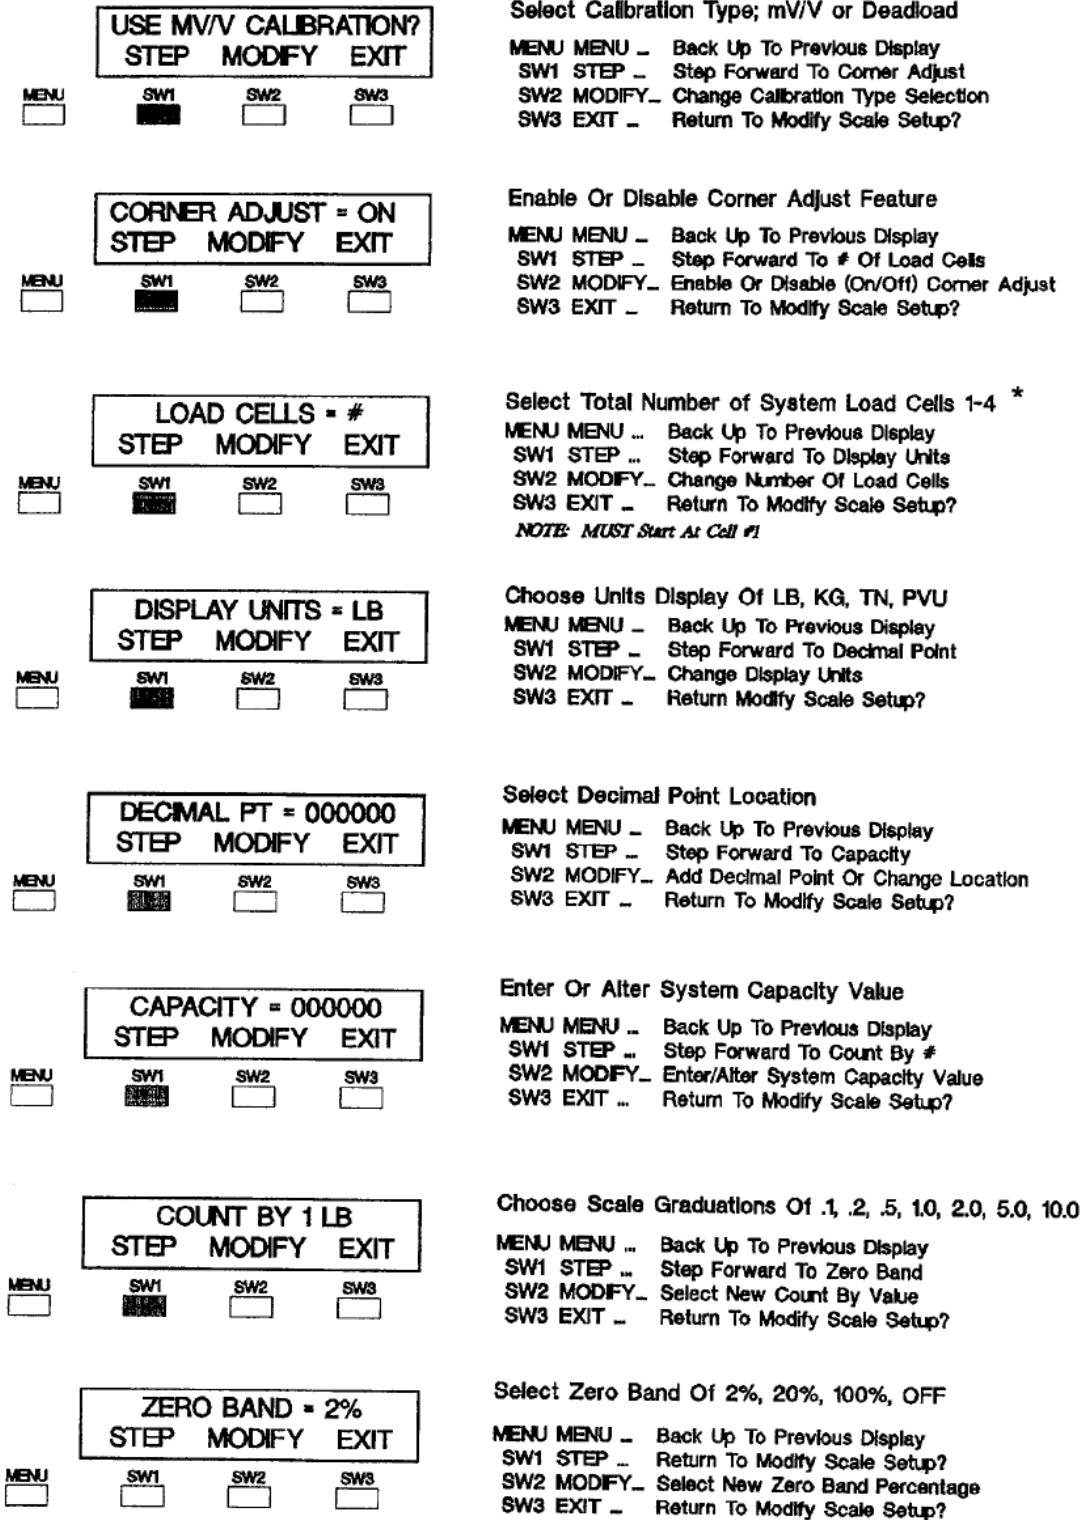 USE MV/V CALIBRATION?
STEP MODIFY EXIT
MENU SW1 SW2 SW3
Select Calibration Type; mV/V or Deadload
MENU MENU ... Back Up To Previous Display
SW1 STEP ... Step Forward To Corner Adjust
SW2 MODIFY... Change Calibration Type Selection
SW3 EXIT ... Return To Modify Scale Setup?
CORNER ADJUST = ON
STEP MODIFY EXIT
MENU SW1 SW2 SW3
Enable Or Disable Corner Adjust Feature
MENU MENU ... Back Up To Previous Display
SW1 STEP ... Step Forward To # Of Load Cells
SW2 MODIFY... Enable Or Disable (On/Off) Corner Adjust
SW3 EXIT ... Return To Modify Scale Setup?
LOAD CELLS = #
STEP MODIFY EXIT
MENU SW1 SW2 SW3
Select Total Number of System Load Cells 1-4 *
MENU MENU ... Back Up To Previous Display
SW1 STEP ... Step Forward To Display Units
SW2 MODIFY... Change Number Of Load Cells
SW3 EXIT ... Return To Modify Scale Setup?
NOTE: MUST Start At Cell #1
DISPLAY UNITS = LB
STEP MODIFY EXIT
MENU SW1 SW2 SW3
Choose Units Display Of LB, KG, TN, PVU
MENU MENU ... Back Up To Previous Display
SW1 STEP ... Step Forward To Decimal Point
SW2 MODIFY... Change Display Units
SW3 EXIT ... Return Modify Scale Setup?
DECIMAL PT = 000000
STEP MODIFY EXIT
MENU SW1 SW2 SW3
Select Decimal Point Location
MENU MENU ... Back Up To Previous Display
SW1 STEP ... Step Forward To Capacity
SW2 MODIFY... Add Decimal Point Or Change Location
SW3 EXIT ... Return To Modify Scale Setup?
CAPACITY = 000000
STEP MODIFY EXIT
MENU SW1 SW2 SW3
Enter Or Alter System Capacity Value
MENU MENU ... Back Up To Previous Display
SW1 STEP ... Step Forward To Count By #
SW2 MODIFY... Enter/Alter System Capacity Value
SW3 EXIT ... Return To Modify Scale Setup?
COUNT BY 1 LB
STEP MODIFY EXIT
MENU SW1 SW2 SW3
Choose Scale Graduations Of .1, .2, .5, 1.0, 2.0, 5.0, 10.0
MENU MENU ... Back Up To Previous Display
SW1 STEP ... Step Forward To Zero Band
SW2 MODIFY... Select New Count By Value
SW3 EXIT ... Return To Modify Scale Setup?
ZERO BAND = 2%
STEP MODIFY EXIT
MENU SW1 SW2 SW3
Select Zero Band Of 2%, 20%, 100%, OFF
MENU MENU ... Back Up To Previous Display
SW1 STEP ... Return To Modify Scale Setup?
SW2 MODIFY... Select New Zero Band Percentage
SW3 EXIT ... Return To Modify Scale Setup?